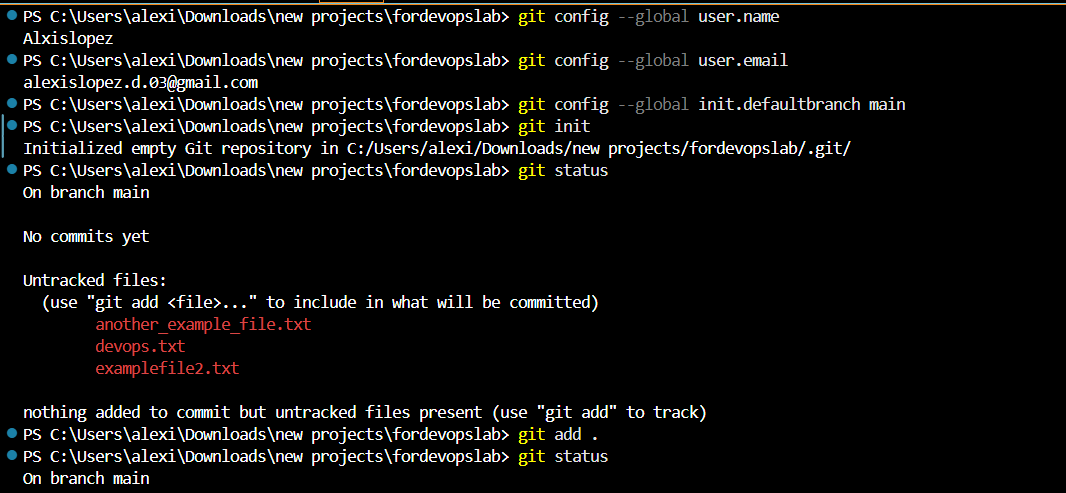 PS C:\Users\alexi\Downloads\new projects\fordevopslab> git config --global user.name
Alxislopez
PS C:\Users\alexi\Downloads\new projects\fordevopslab> git config --global user.email
alexislopez.d.03@gmail.com
PS C:\Users\alexi\Downloads\new projects\fordevopslab> git config --global init.defaultbranch main
PS C:\Users\alexi\Downloads\new projects\fordevopslab> git init
Initialized empty Git repository in C:/Users/alexi/Downloads/new projects/fordevopslab/.git/
PS C:\Users\alexi\Downloads\new projects\fordevopslab> git status
On branch main
No commits yet
Untracked files:
(use "git add <file>..." to include in what will be committed)
another_example_file.txt
devops.txt
examplefile2.txt
nothing added to commit but untracked files present (use "git add" to track)
PS C:\Users\alexi\Downloads\new projects\fordevopslab> git add .
PS C:\Users\alexi\Downloads\new projects\fordevopslab> git status
On branch main